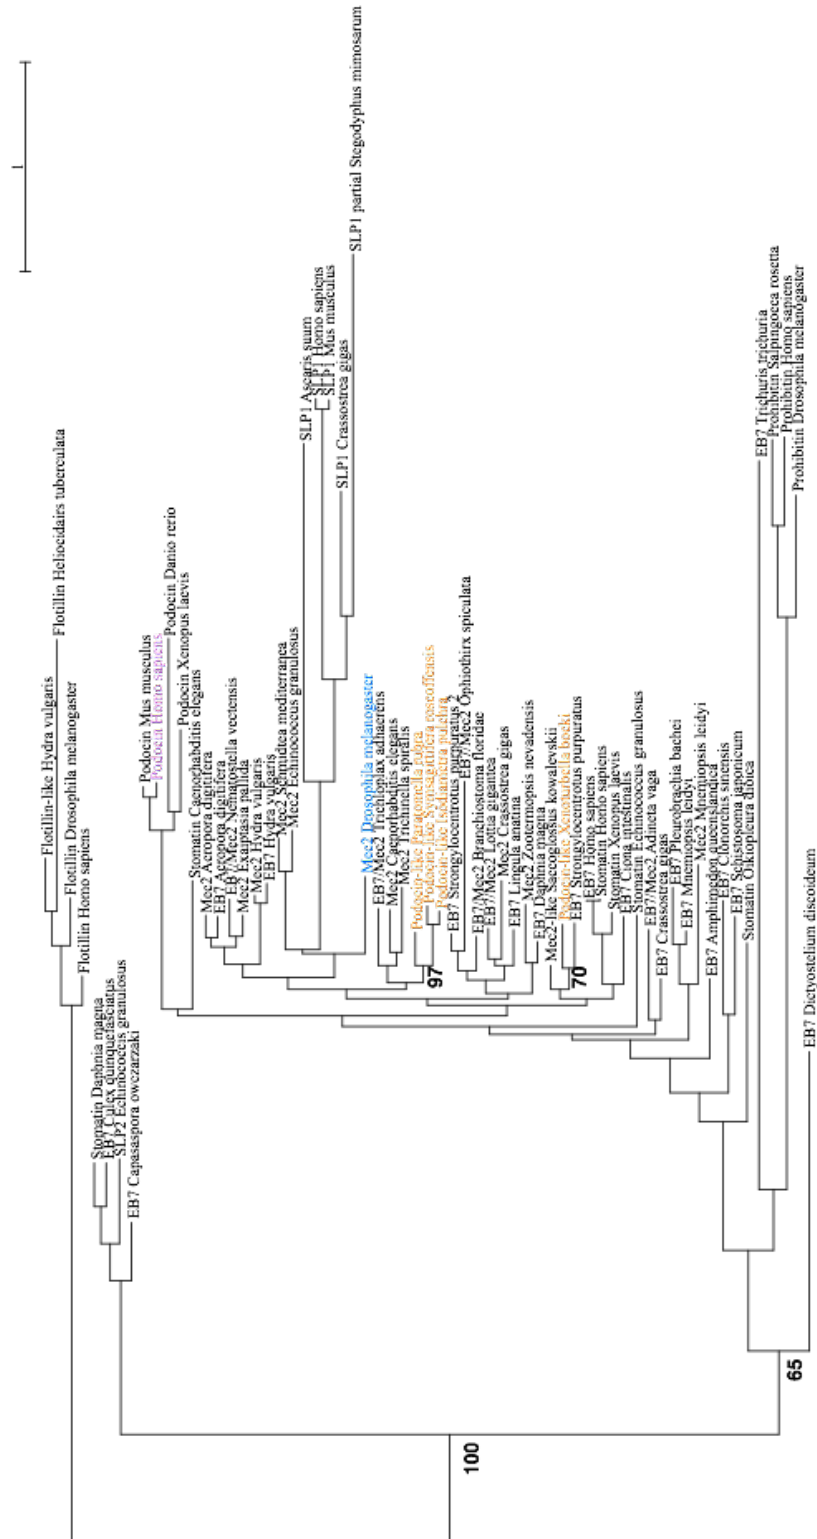 1
Flotillin-like Hydra vulgaris
Flotillin Heliocidairs tuberculata
Flotillin Drosophila melanogaster
Flotillin Homo sapiens
Stomatin Daphnia magna
EB7 Culex quinquefasciatus
SLP2 Echinococcis granulosus
EB7 Capasaspora owczarzaki
Podocin Mus musculus
Podocin Homo sapiens
Podocin Danio rerio
Podocin Xenopus laevis
Stomatin Caenorhabditis elegans
Mec2 Acropora digitifera
EB7 Acropora digitifera
EB7/Mec2 Nematostella vectensis
Mec2 Exaiptasia pallida
Mec2 Hydra vulgaris
EB7 Hydra vulgaris
Mec2 Schmidtea mediterranea
Mec2 Echinococcus granulosus
SLP1 Ascaris suum
SLP1 Homo sapiens
SLP1 Mus musculus
SLP1 Crassostrea gigas
SLP1 partial Stegodyphus mimosarum
Mec2 Drosophila melanogaster
EB7/Mec2 Trichoplax adhaerens
Mec2 Caenorhabditis elegans
Mec2 Trichinella spiralis
Podocin-like Paratomella rubra
Podocin-like Symsagittifera roscoffensis
Podocin-like Isodiametra pulchra
97
EB7 Strongylocentrotus purpuratus 2
EB7/Mec2 Ophiothirx spiculata
EB7/Mec2 Branchiostoma floridae
EB7/Mec2 Lottia gigantea
Mec2 Crassostrea gigas
EB7 Lingula anatina
Mec2 Zootermopsis nevadensis
EB7 Daphnia magna
Mec2-like Saccoglossus kowalevskii
Podocin-like Xenoturbella bocki
70
EB7 Strongylocentrotus purpuratus
EB7 Homo sapiens
Stomatin Homo sapiens
Stomatin Xenopus laevis
EB7 Ciona intestinalis
Stomatin Echinococcus granulosus
EB7/Mec2 Adineta vaga
EB7 Crassostrea gigas
EB7 Pleurobrachia bachei
EB7 Mnemiopsis leidyi
Mec2 Mnemiopsis leidyi
EB7 Amphimedon queenslandica
EB7 Clonorchis sinensis
EB7 Schistosoma japonicum
Stomatin Oikopleura dioica
EB7 Trichuris trichuria
Prohibitin Salpingoeca rosetta
Prohibitin Homo sapiens
Prohibitin Drosophila melanogaster
EB7 Dictyostelium discoideum
65
100